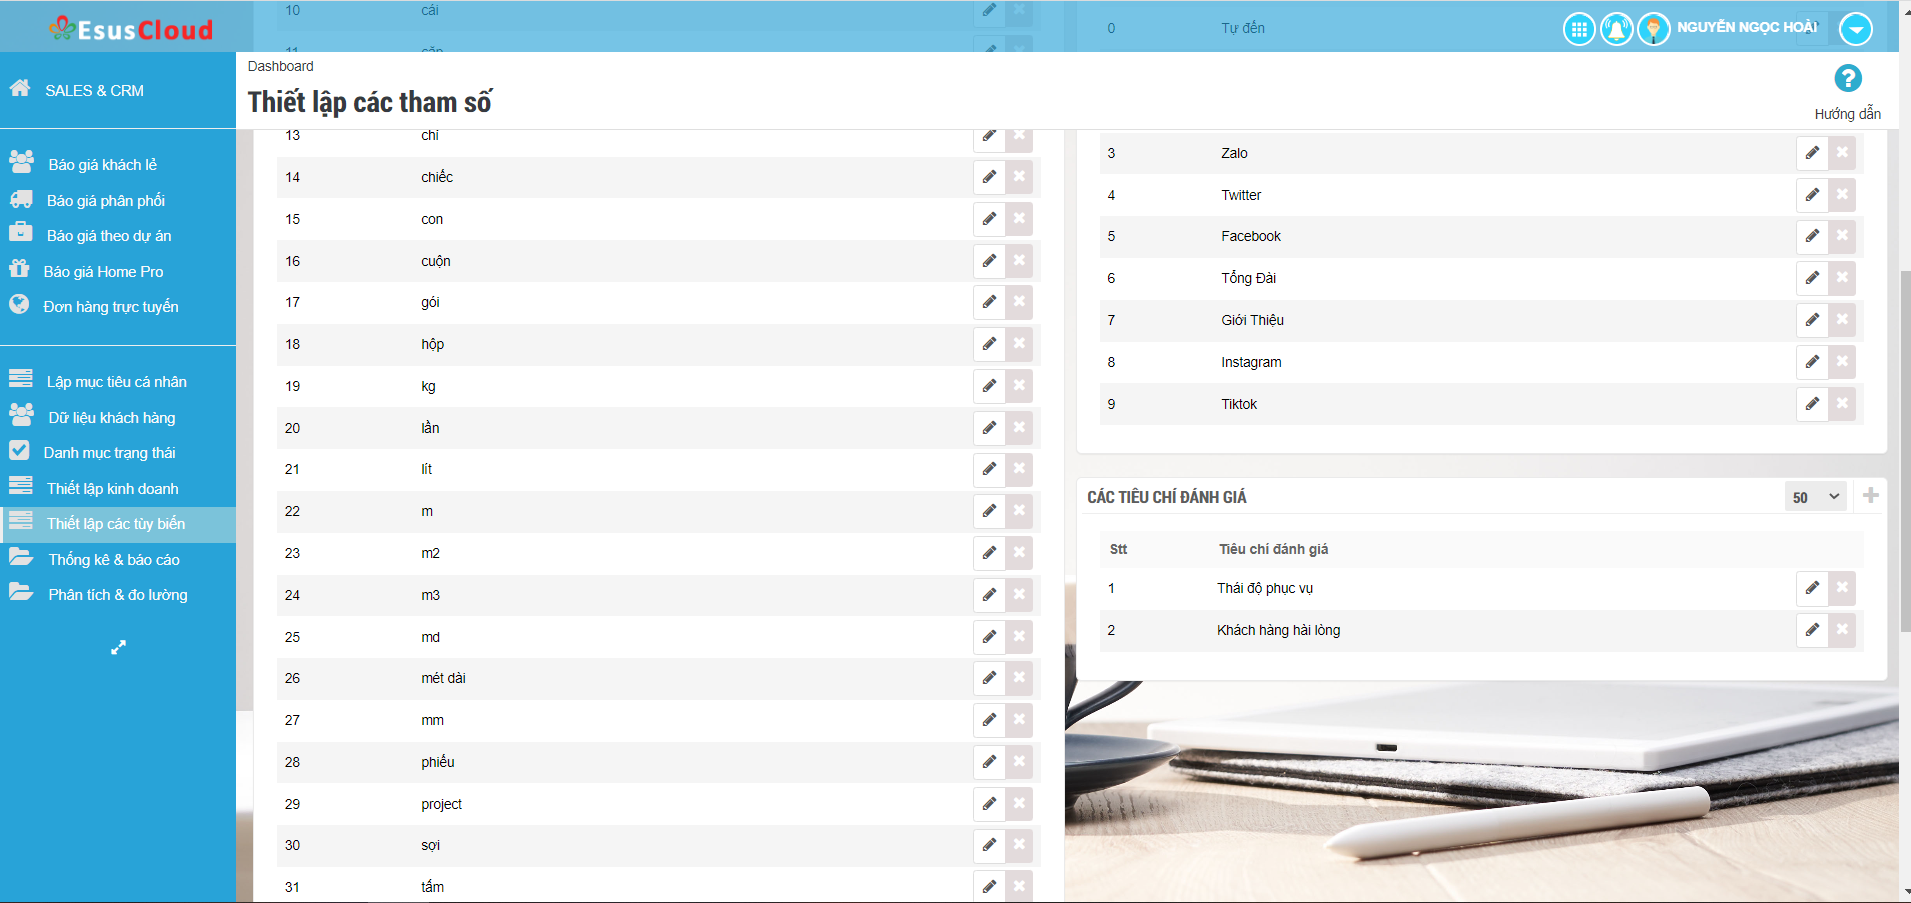 EsusCloud
NGUYỄN NGỌC HOÀI
Dashboard
Thiết lập các tham số
Hướng dẫn
SALES & CRM
Báo giá khách lẻ
Báo giá phân phối
Báo giá theo dự án
Báo giá Home Pro
Đơn hàng trực tuyến
Lập mục tiêu cá nhân
Dữ liệu khách hàng
Danh mục trạng thái
Thiết lập kinh doanh
Thiết lập các tùy biến
Thống kê & báo cáo
Phân tích & đo lường
10 cái
11
13 chỉ
14 chiếc
15 con
16 cuộn
17 gói
18 hộp
19 kg
20 lần
21 lít
22 m
23 m2
24 m3
25 md
26 mét dài
27 mm
28 phiếu
29 project
30 sợi
31 tấm
0 Tự đến
3 Zalo
4 Twitter
5 Facebook
6 Tổng Đài
7 Giới Thiệu
8 Instagram
9 Tiktok
CÁC TIÊU CHÍ ĐÁNH GIÁ 50
Stt Tiêu chí đánh giá
1 Thái độ phục vụ
2 Khách hàng hài lòng